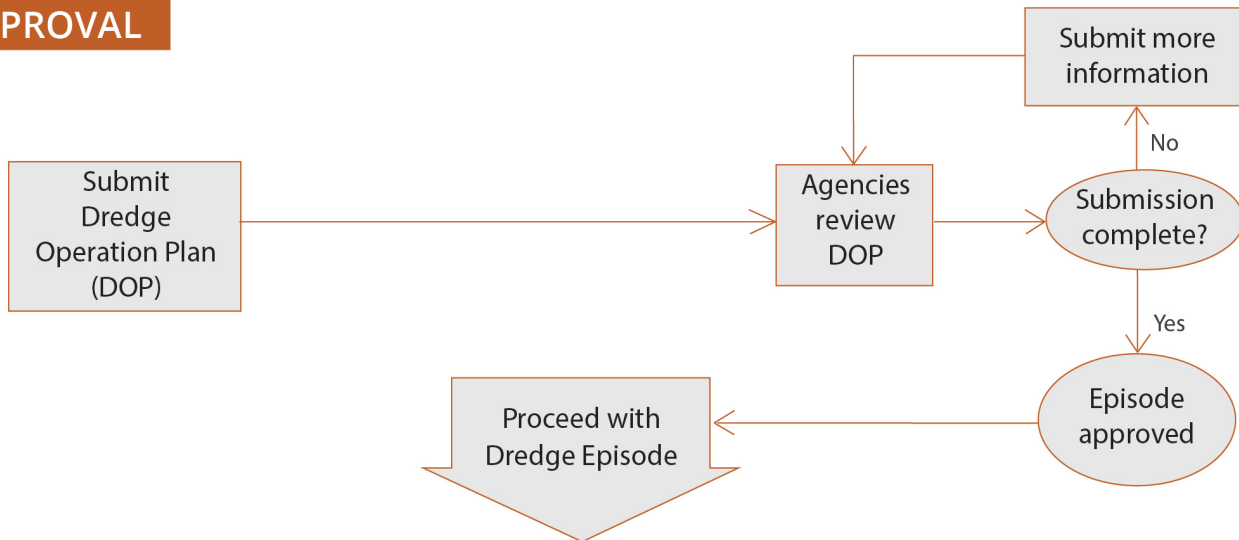 PROVAL
Submit more
information
No
Submit
Dredge
Operation Plan
(DOP)
Agencies
review
DOP
Submission
complete?
Yes
Episode
approved
Proceed with
Dredge Episode